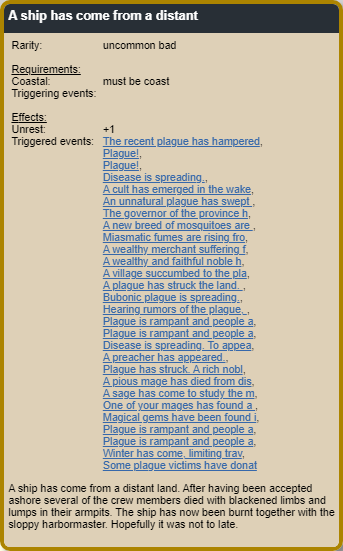 A ship has come from a distant
Rarity: uncommon bad
Requirements:
Coastal: must be coast
Triggering events:
Effects:
Unrest: +1
Triggered events: The recent plague has hampered,
Plague!,
Plague!,
Disease is spreading.,
A cult has emerged in the wake,
An unnatural plague has swept ,
The governor of the province h,
A new breed of mosquitoes are ,
Miasmatic fumes are rising fro,
A wealthy merchant suffering f,
A wealthy and faithful noble h,
A village succumbed to the pla,
A plague has struck the land. ,
Bubonic plague is spreading.,
Hearing rumors of the plague, ,
Plague is rampant and people a,
Plague is rampant and people a,
Disease is spreading. To appea,
A preacher has appeared.,
Plague has struck. A rich nobl,
A pious mage has died from dis,
A sage has come to study the m,
One of your mages has found a ,
Magical gems have been found i,
Plague is rampant and people a,
Plague is rampant and people a,
Winter has come, limiting trav,
Some plague victims have donat
A ship has come from a distant land. After having been accepted
ashore several of the crew members died with blackened limbs and
lumps in their armpits. The ship has now been burnt together with the
sloppy harbormaster. Hopefully it was not to late.